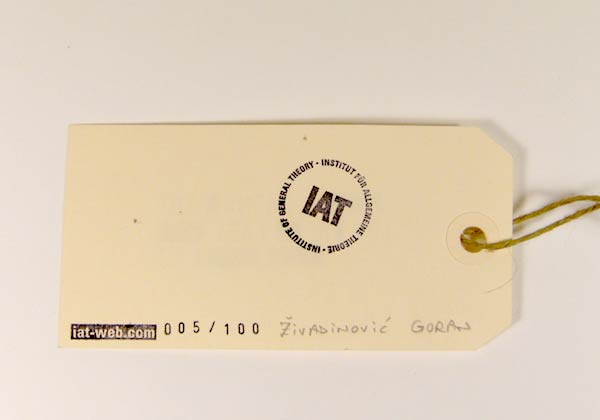 INSTITUTE OF GENERAL THEORY • INSTITUT FÜR ALLGEMEINE THEORIE •
IAT
iat-web.com 005/100 ŽIVADINOVIĆ GORAN